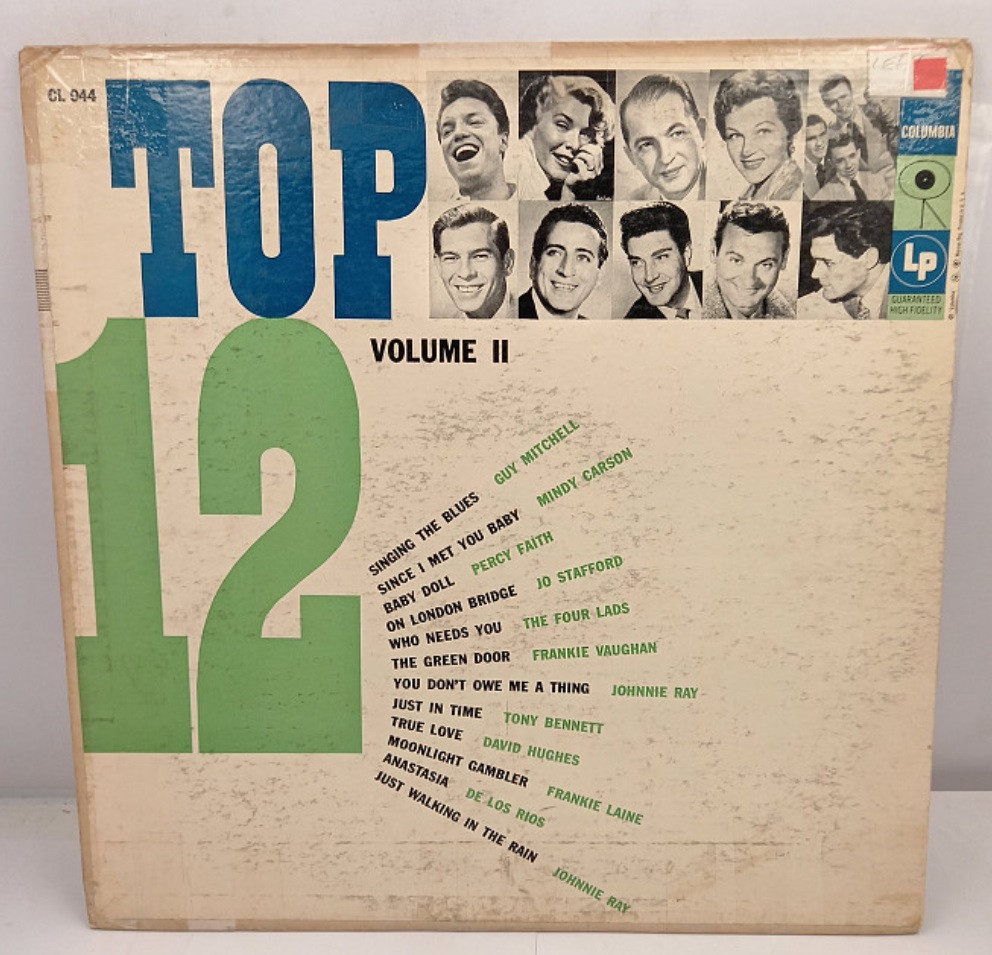 CL 944
TOP
12
COLUMBIA
Lp
GUARANTEED
HIGH FIDELITY
VOLUME II
SINGING THE BLUES GUY MITCHELL
SINCE I MET YOU BABY MINDY CARSON
BABY DOLL PERCY FAITH
ON LONDON BRIDGE JO STAFFORD
WHO NEEDS YOU THE FOUR LADS
THE GREEN DOOR FRANKIE VAUGHAN
YOU DON'T OWE ME A THING JOHNNIE RAY
JUST IN TIME TONY BENNETT
TRUE LOVE DAVID HUGHES
MOONLIGHT GAMBLER FRANKIE LAINE
ANASTASIA DE LOS RIOS
JUST WALKING IN THE RAIN JOHNNIE RAY